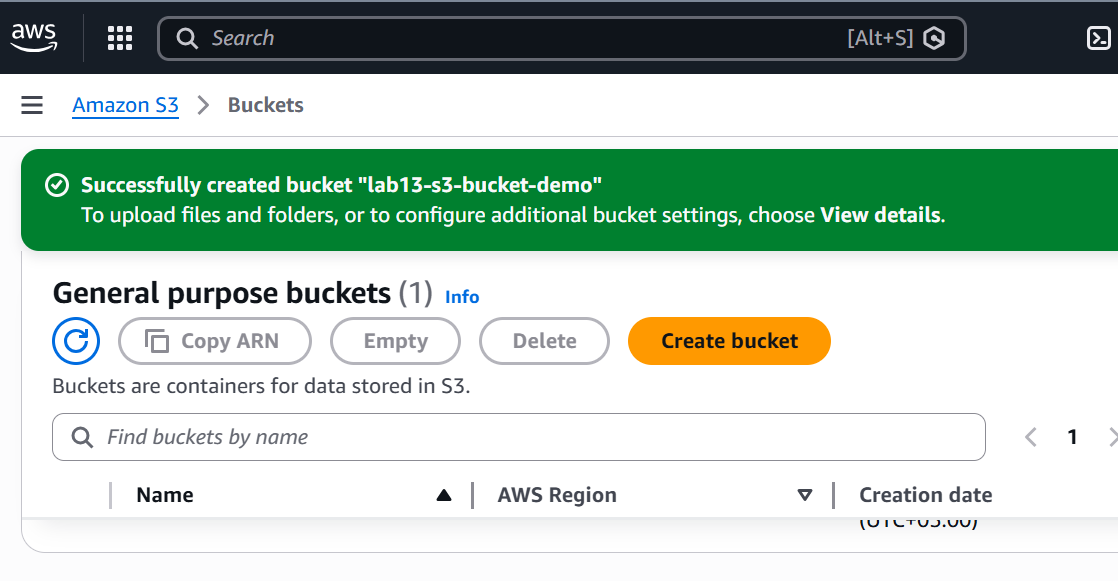 aws
Search [Alt+S]
Amazon S3 Buckets
Successfully created bucket "lab13-s3-bucket-demo"
To upload files and folders, or to configure additional bucket settings, choose View details.
General purpose buckets (1) Info
Copy ARN Empty Delete Create bucket
Buckets are containers for data stored in S3.
Find buckets by name 1
Name AWS Region Creation date